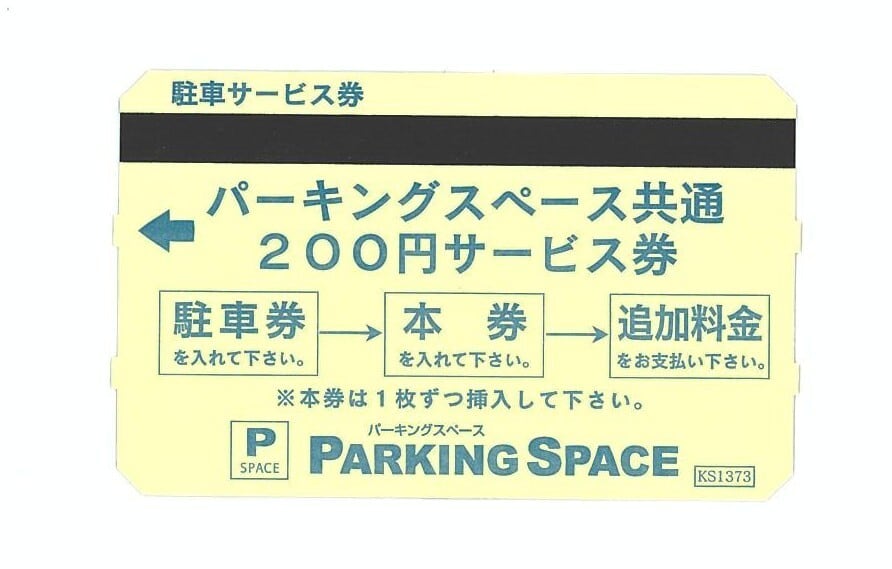 駐車サービス券
パーキングスペース共通
200円サービス券
駐車券 本券 追加料金
を入れて下さい。 を入れて下さい。 をお支払い下さい。
※本券は1枚ずつ挿入して下さい。
パーキングスペース
P
SPACE
PARKING SPACE
KS1373